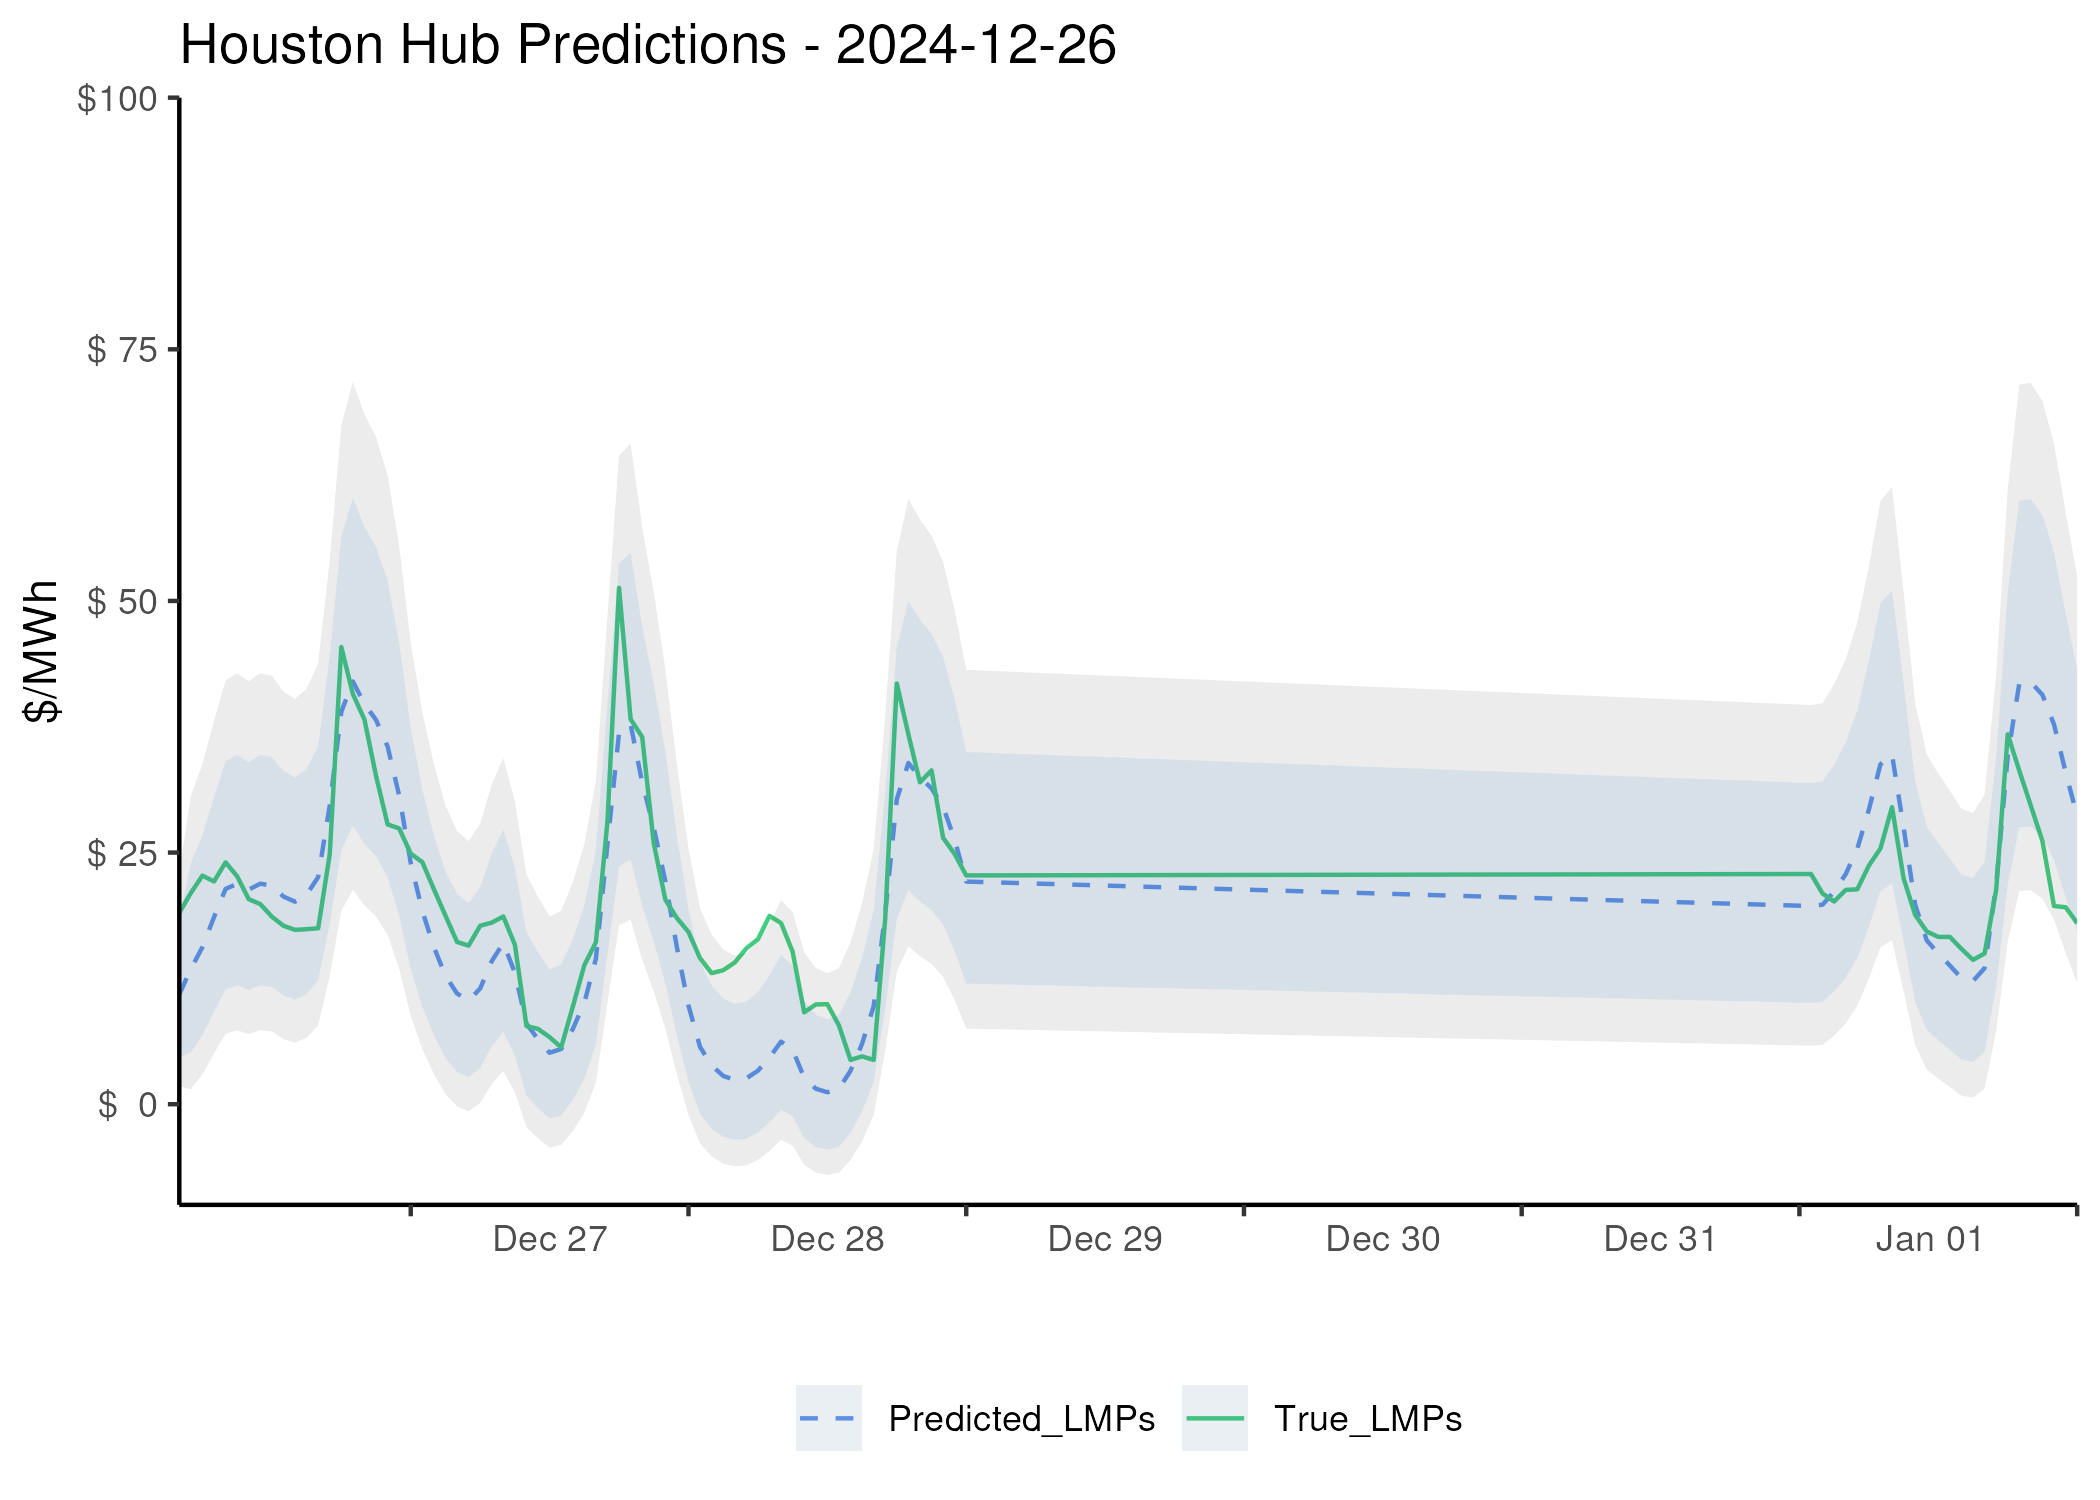 Houston Hub Predictions - 2024-12-26
$100
$ 75
$ 50
$ 25
$ 0
$/MWh
Dec 27 Dec 28 Dec 29 Dec 30 Dec 31 Jan 01
Predicted_LMPs True_LMPs